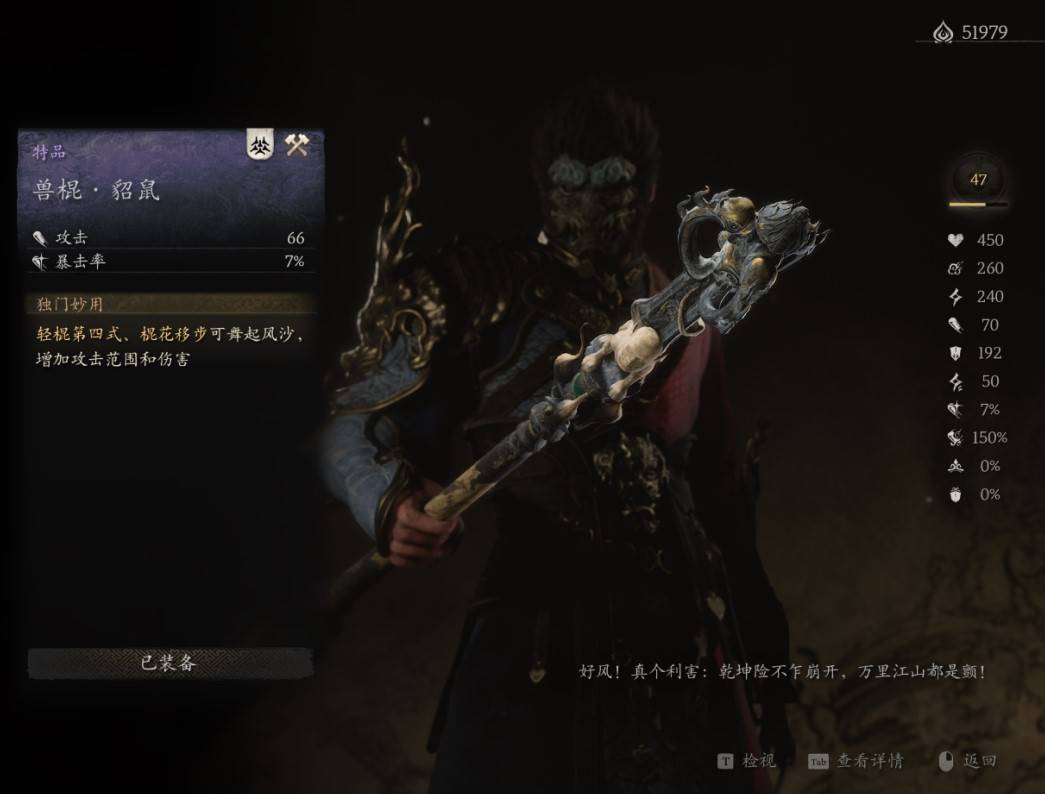 51979
特品
兽棍·貂鼠
攻击 66
暴击率 7%
独门妙用
轻棍第四式、棍花移步可舞起风沙，
增加攻击范围和伤害
已装备
47
450
260
240
70
192
50
7%
150%
0%
0%
好风！真个利害：乾坤险不乍崩开，万里江山都是颤！
T 检视 Tab 查看详情 返回